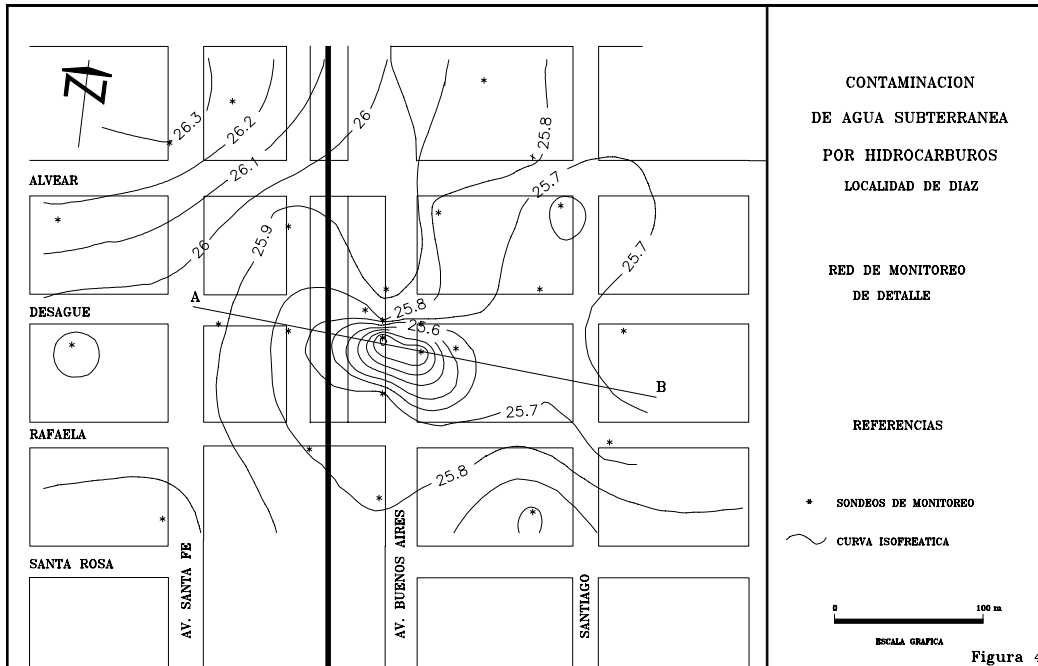 CONTAMINACION
DE AGUA SUBTERRANEA
POR HIDROCARBUROS
LOCALIDAD DE DIAZ
RED DE MONITOREO
DE DETALLE
REFERENCIAS
* SONDEOS DE MONITOREO
CURVA ISOFREATICA
0 100 m
ESCALA GRAFICA
Figura 4
N
26.3
26.2
26.1
26
26
25.9
25.8
25.7
25.7
25.8
25.6
25.7
25.8
A
B
ALVEAR
DESAGUE
RAFAELA
SANTA ROSA
AV. SANTA FE
AV. BUENOS AIRES
SANTIAGO